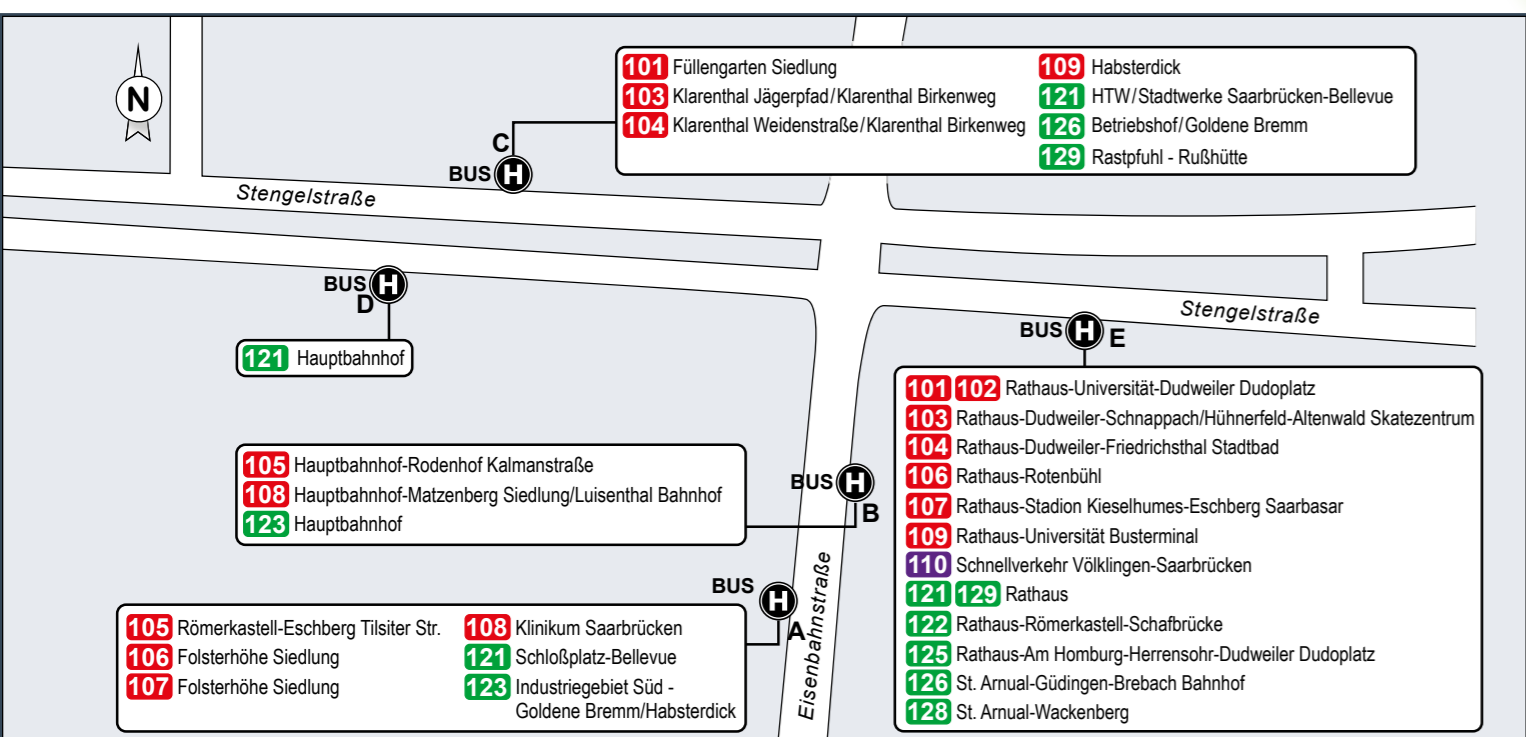 N
C
BUS H
Stengelstraße
101 Füllengarten Siedlung
103 Klarenthal Jägerpfad/Klarenthal Birkenweg
104 Klarenthal Weidenstraße/Klarenthal Birkenweg
109 Habsterdick
121 HTW/Stadtwerke Saarbrücken-Bellevue
126 Betriebshof/Goldene Bremm
129 Rastpfuhl - Rußhütte
BUS H
D
121 Hauptbahnhof
Stengelstraße
BUS H E
101 102 Rathaus-Universität-Dudweiler Dudoplatz
103 Rathaus-Dudweiler-Schnappach/Hühnerfeld-Altenwald Skatezentrum
104 Rathaus-Dudweiler-Friedrichsthal Stadtbad
106 Rathaus-Rotenbühl
107 Rathaus-Stadion Kieselhumes-Eschberg Saarbasar
109 Rathaus-Universität Busterminal
110 Schnellverkehr Völklingen-Saarbrücken
121 129 Rathaus
122 Rathaus-Römerkastell-Schafbrücke
125 Rathaus-Am Homburg-Herrensohr-Dudweiler Dudoplatz
126 St. Arnual-Güdingen-Brebach Bahnhof
128 St. Arnual-Wackenberg
105 Hauptbahnhof-Rodenhof Kalmanstraße
108 Hauptbahnhof-Matzenberg Siedlung/Luisenthal Bahnhof
123 Hauptbahnhof
BUS H
B
BUS H
A
Eisenbahnstraße
105 Römerkastell-Eschberg Tilsiter Str.
106 Folsterhöhe Siedlung
107 Folsterhöhe Siedlung
108 Klinikum Saarbrücken
121 Schloßplatz-Bellevue
123 Industriegebiet Süd -
Goldene Bremm/Habsterdick